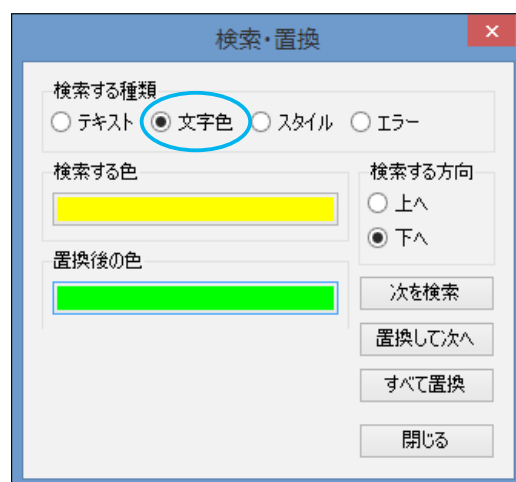 検索・置換
検索する種類
テキスト 文字色 スタイル エラー
検索する色
検索する方向
上へ
下へ
置換後の色
次を検索
置換して次へ
すべて置換
閉じる